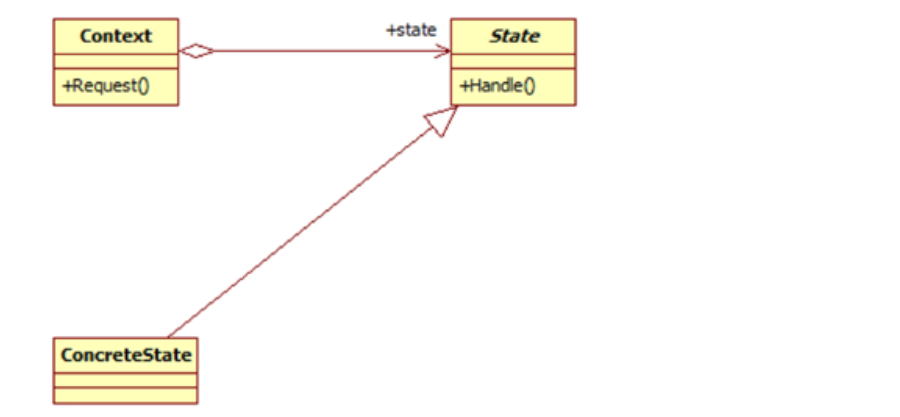 Context
+state
State
+Request()
+Handle()
ConcreteState